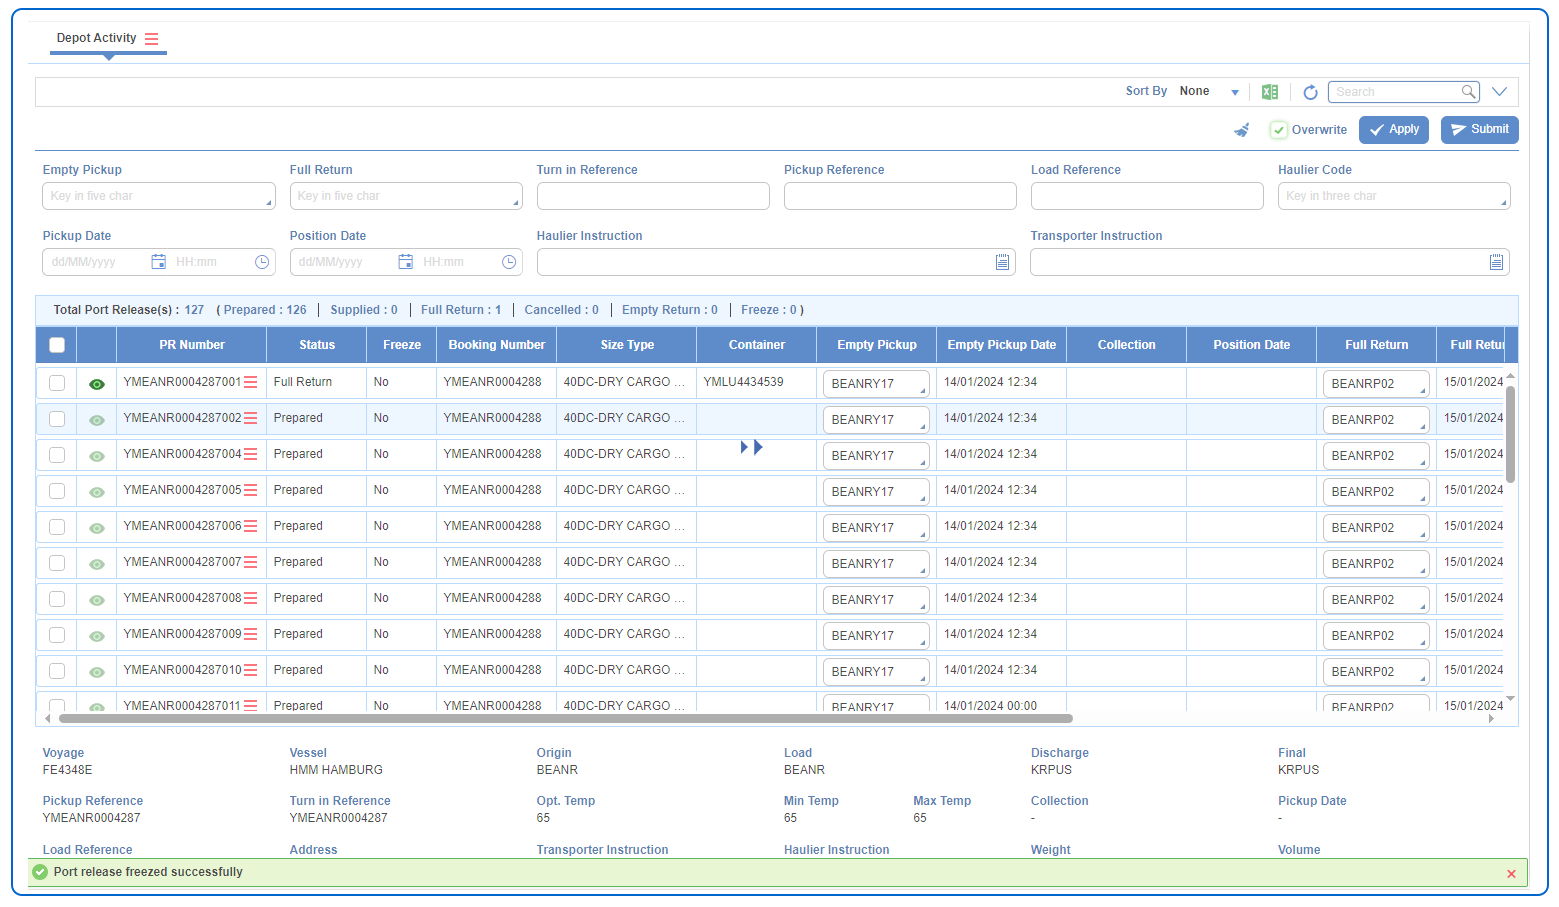 Depot Activity
Sort By None Search
Overwrite Apply Submit
Empty Pickup Full Return Turn in Reference Pickup Reference Load Reference Haulier Code
Key in five char Key in five char Key in three char
Pickup Date Position Date Haulier Instruction Transporter Instruction
dd/MM/yyyy HH:mm dd/MM/yyyy HH:mm
Total Port Release(s) : 127 ( Prepared : 126 | Supplied : 0 | Full Return : 1 | Cancelled : 0 | Empty Return : 0 | Freeze : 0 )
PR Number Status Freeze Booking Number Size Type Container Empty Pickup Empty Pickup Date Collection Position Date Full Return Full Retur
YMEANR0004287001 Full Return No YMEANR0004288 40DC-DRY CARGO ... YMLU4434539 BEANRY17 14/01/2024 12:34 BEANRP02 15/01/2024
YMEANR0004287002 Prepared No YMEANR0004288 40DC-DRY CARGO ... BEANRY17 14/01/2024 12:34 BEANRP02 15/01/2024
YMEANR0004287004 Prepared No YMEANR0004288 40DC-DRY CARGO ... BEANRY17 14/01/2024 12:34 BEANRP02 15/01/2024
YMEANR0004287005 Prepared No YMEANR0004288 40DC-DRY CARGO ... BEANRY17 14/01/2024 12:34 BEANRP02 15/01/2024
YMEANR0004287006 Prepared No YMEANR0004288 40DC-DRY CARGO ... BEANRY17 14/01/2024 12:34 BEANRP02 15/01/2024
YMEANR0004287007 Prepared No YMEANR0004288 40DC-DRY CARGO ... BEANRY17 14/01/2024 12:34 BEANRP02 15/01/2024
YMEANR0004287008 Prepared No YMEANR0004288 40DC-DRY CARGO ... BEANRY17 14/01/2024 12:34 BEANRP02 15/01/2024
YMEANR0004287009 Prepared No YMEANR0004288 40DC-DRY CARGO ... BEANRY17 14/01/2024 12:34 BEANRP02 15/01/2024
YMEANR0004287010 Prepared No YMEANR0004288 40DC-DRY CARGO ... BEANRY17 14/01/2024 12:34 BEANRP02 15/01/2024
YMEANR0004287011 Prepared No YMEANR0004288 40DC-DRY CARGO ... BEANRY17 14/01/2024 00:00 BEANRP02 15/01/2024
Voyage Vessel Origin Load Discharge Final
FE4348E HMM HAMBURG BEANR BEANR KRPUS KRPUS
Pickup Reference Turn in Reference Opt. Temp Min Temp Max Temp Collection Pickup Date
YMEANR0004287 YMEANR0004287 65 65 65 - -
Load Reference Address Transporter Instruction Haulier Instruction Weight Volume
Port release freezed successfully